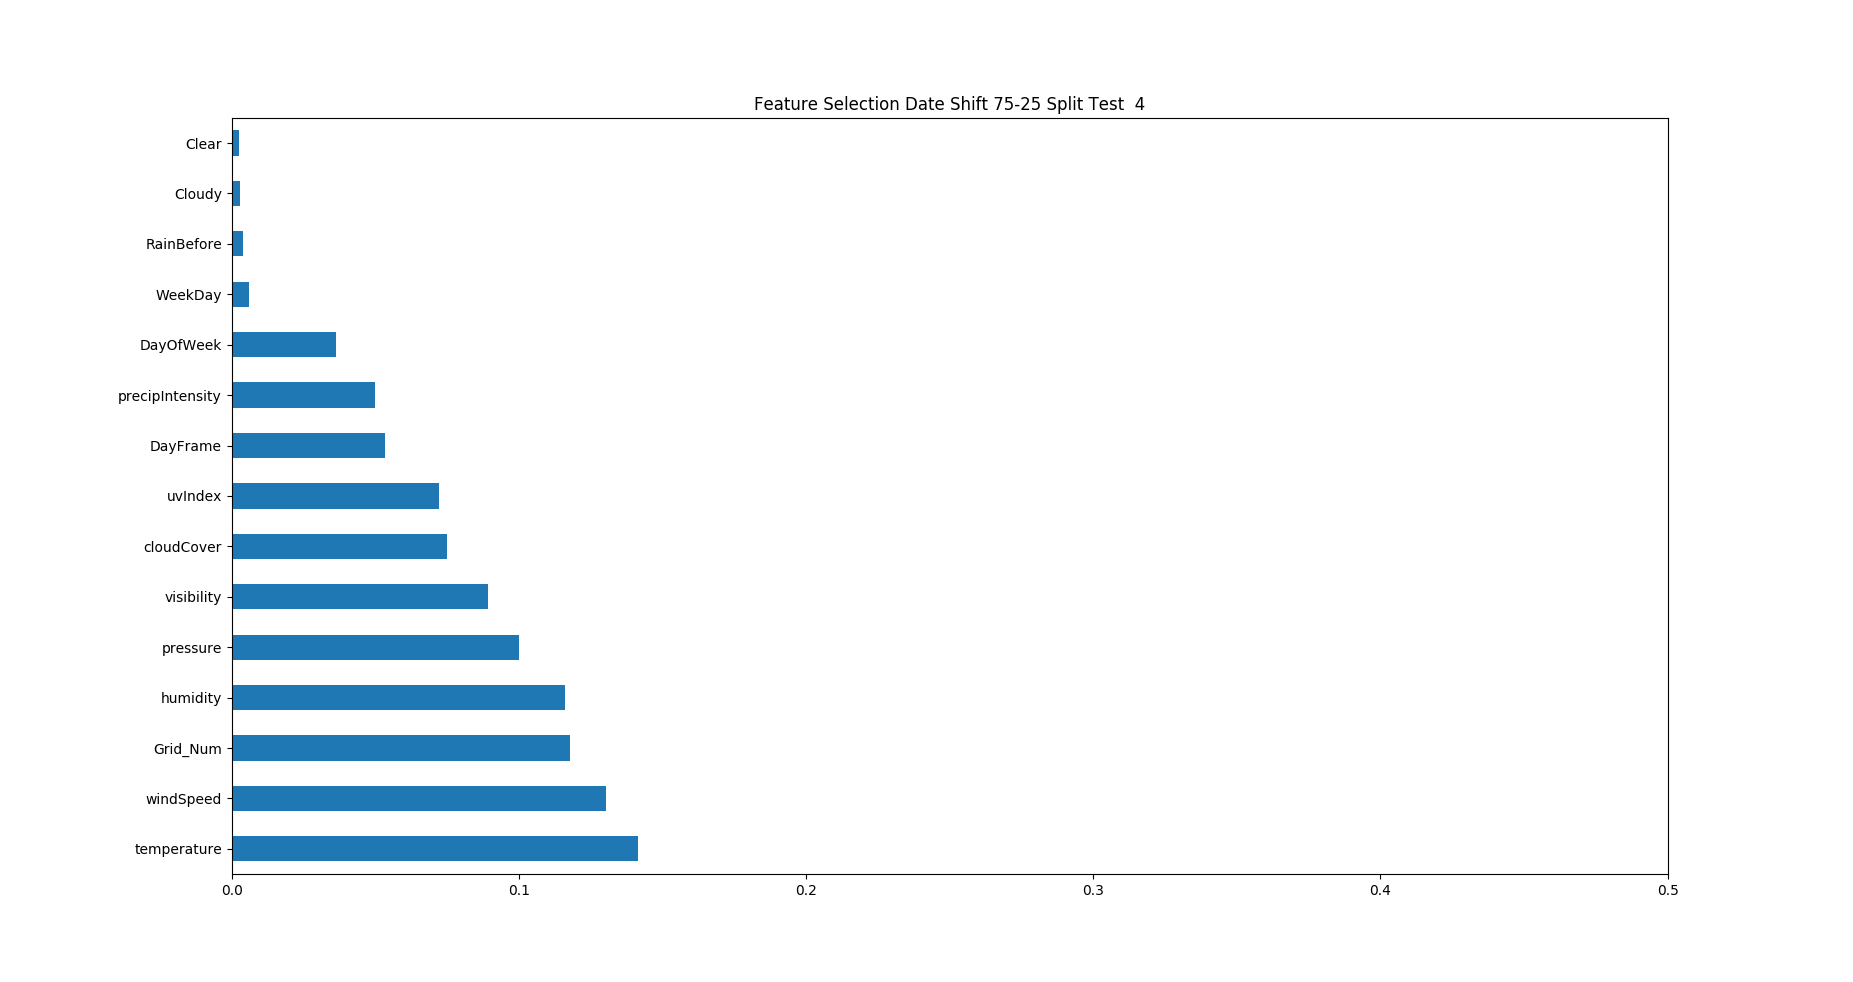 Feature Selection Date Shift 75-25 Split Test  4
Clear
Cloudy
RainBefore
WeekDay
DayOfWeek
precipIntensity
DayFrame
uvIndex
cloudCover
visibility
pressure
humidity
Grid_Num
windSpeed
temperature
0.0 0.1 0.2 0.3 0.4 0.5